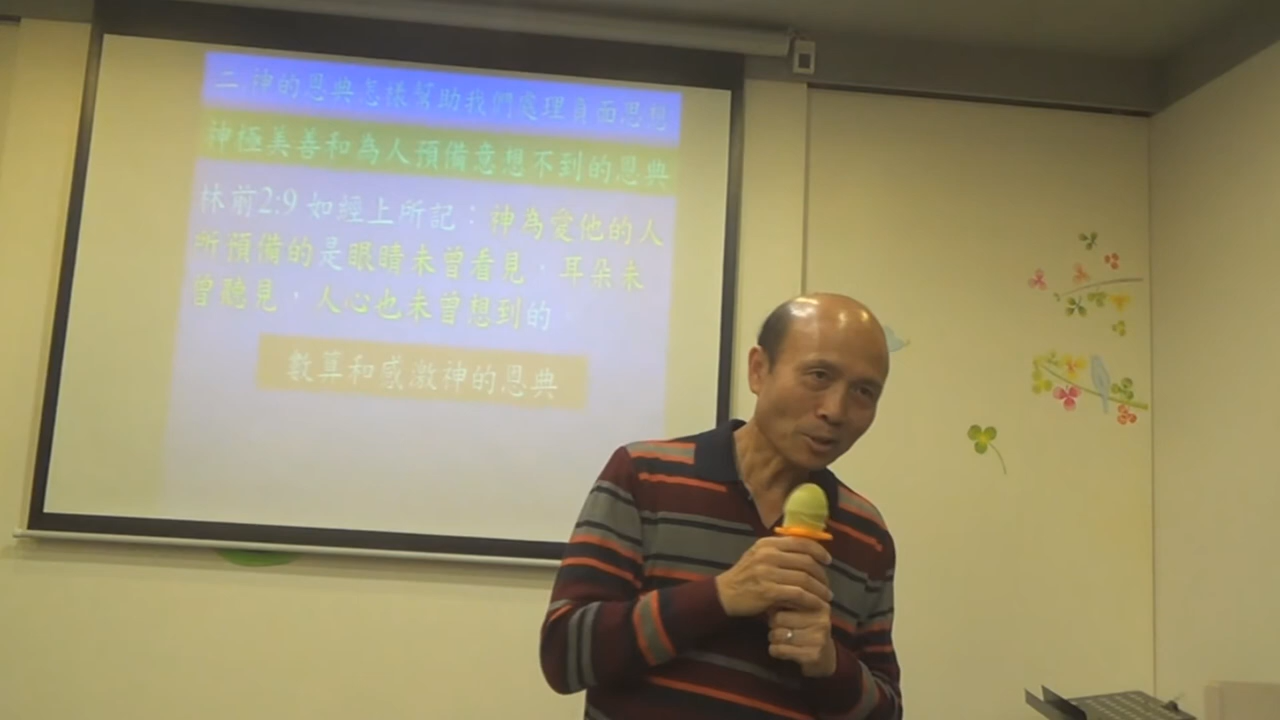 二.神的恩典怎樣幫助我們處理負面思想
神極美善和為人預備意想不到的恩典
林前2:9 如經上所記：神為愛他的人
所預備的是眼睛未曾看見，耳朵未
曾聽見，人心也未曾想到的
數算和感激神的恩典